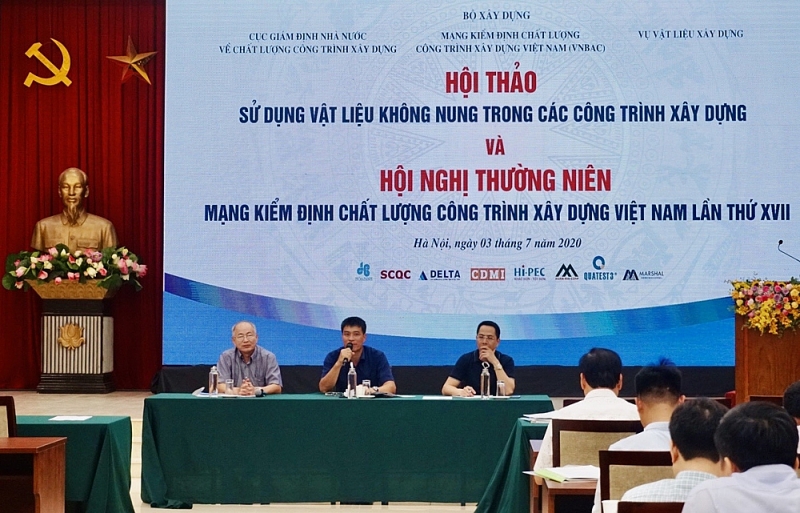 BỘ XÂY DỰNG
CỤC GIÁM ĐỊNH NHÀ NƯỚC
VỀ CHẤT LƯỢNG CÔNG TRÌNH XÂY DỰNG
MẠNG KIỂM ĐỊNH CHẤT LƯỢNG
CÔNG TRÌNH XÂY DỰNG VIỆT NAM (VNBAC)
VỤ VẬT LIỆU XÂY DỰNG
HỘI THẢO
SỬ DỤNG VẬT LIỆU KHÔNG NUNG TRONG CÁC CÔNG TRÌNH XÂY DỰNG
VÀ
HỘI NGHỊ THƯỜNG NIÊN
MẠNG KIỂM ĐỊNH CHẤT LƯỢNG CÔNG TRÌNH XÂY DỰNG VIỆT NAM LẦN THỨ XVII
Hà Nội, ngày 03 tháng 7 năm 2020
SCQC DELTA CDM1 Hi-PEC QUATEST3 MARSHAL